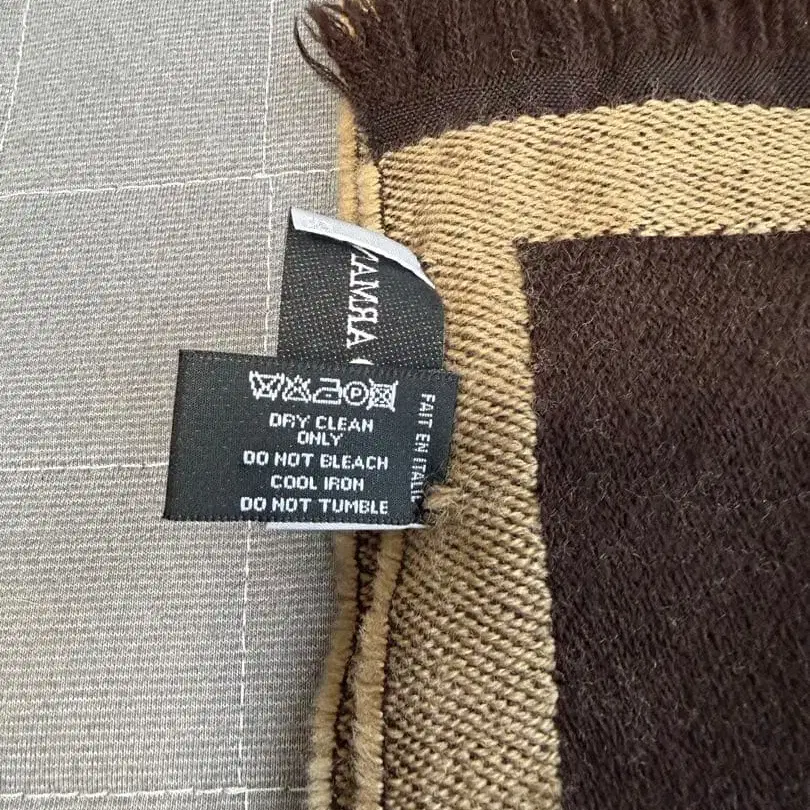 DRY CLEAN
ONLY
DO NOT BLEACH
COOL IRON
DO NOT TUMBLE
FAIT EN ITALIE